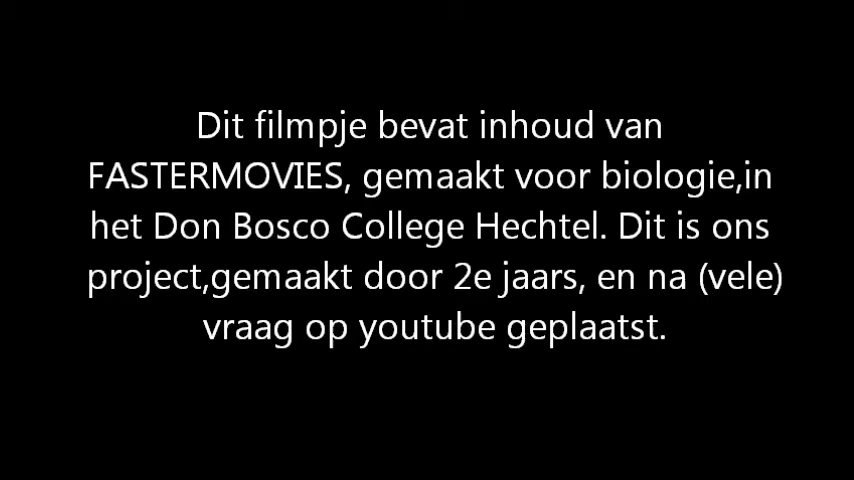 Dit filmpje bevat inhoud van
FASTERMOVIES, gemaakt voor biologie,in
het Don Bosco College Hechtel. Dit is ons
project,gemaakt door 2e jaars, en na (vele)
vraag op youtube geplaatst.